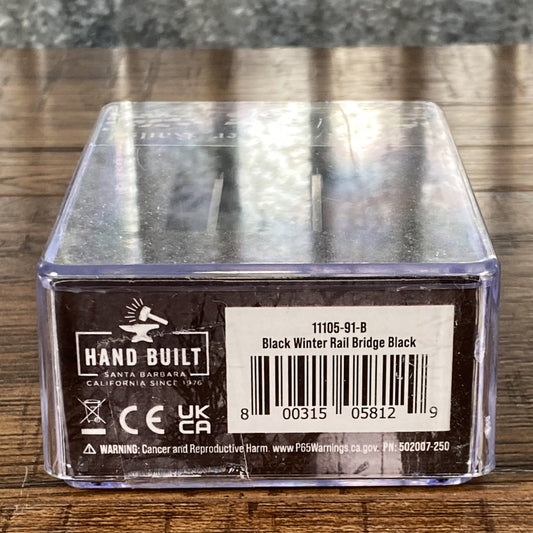 HAND BUILT
SANTA BARBARA
CALIFORNIA SINCE 1976
CE UK CA
11105-91-B
Black Winter Rail Bridge Black
8 00315 05812 9
WARNING: Cancer and Reproductive Harm. www.P65Warnings.ca.gov. PN: 502007-250